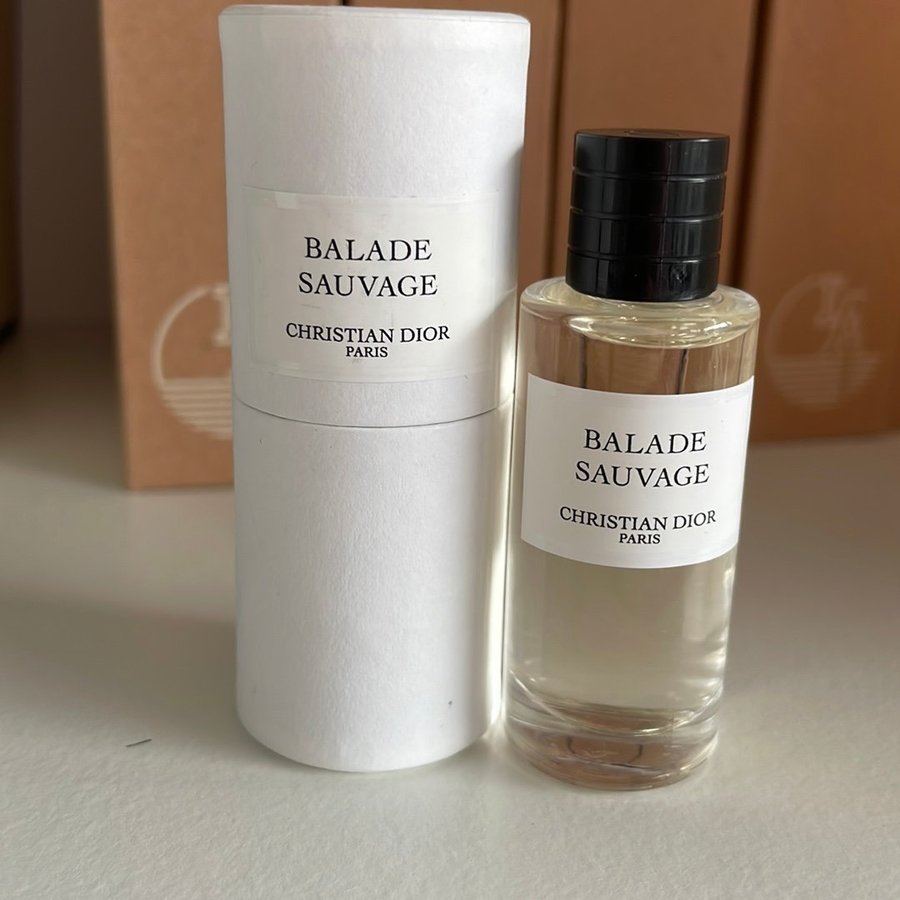 BALADE
SAUVAGE
CHRISTIAN DIOR
PARIS
BALADE
SAUVAGE
CHRISTIAN DIOR
PARIS